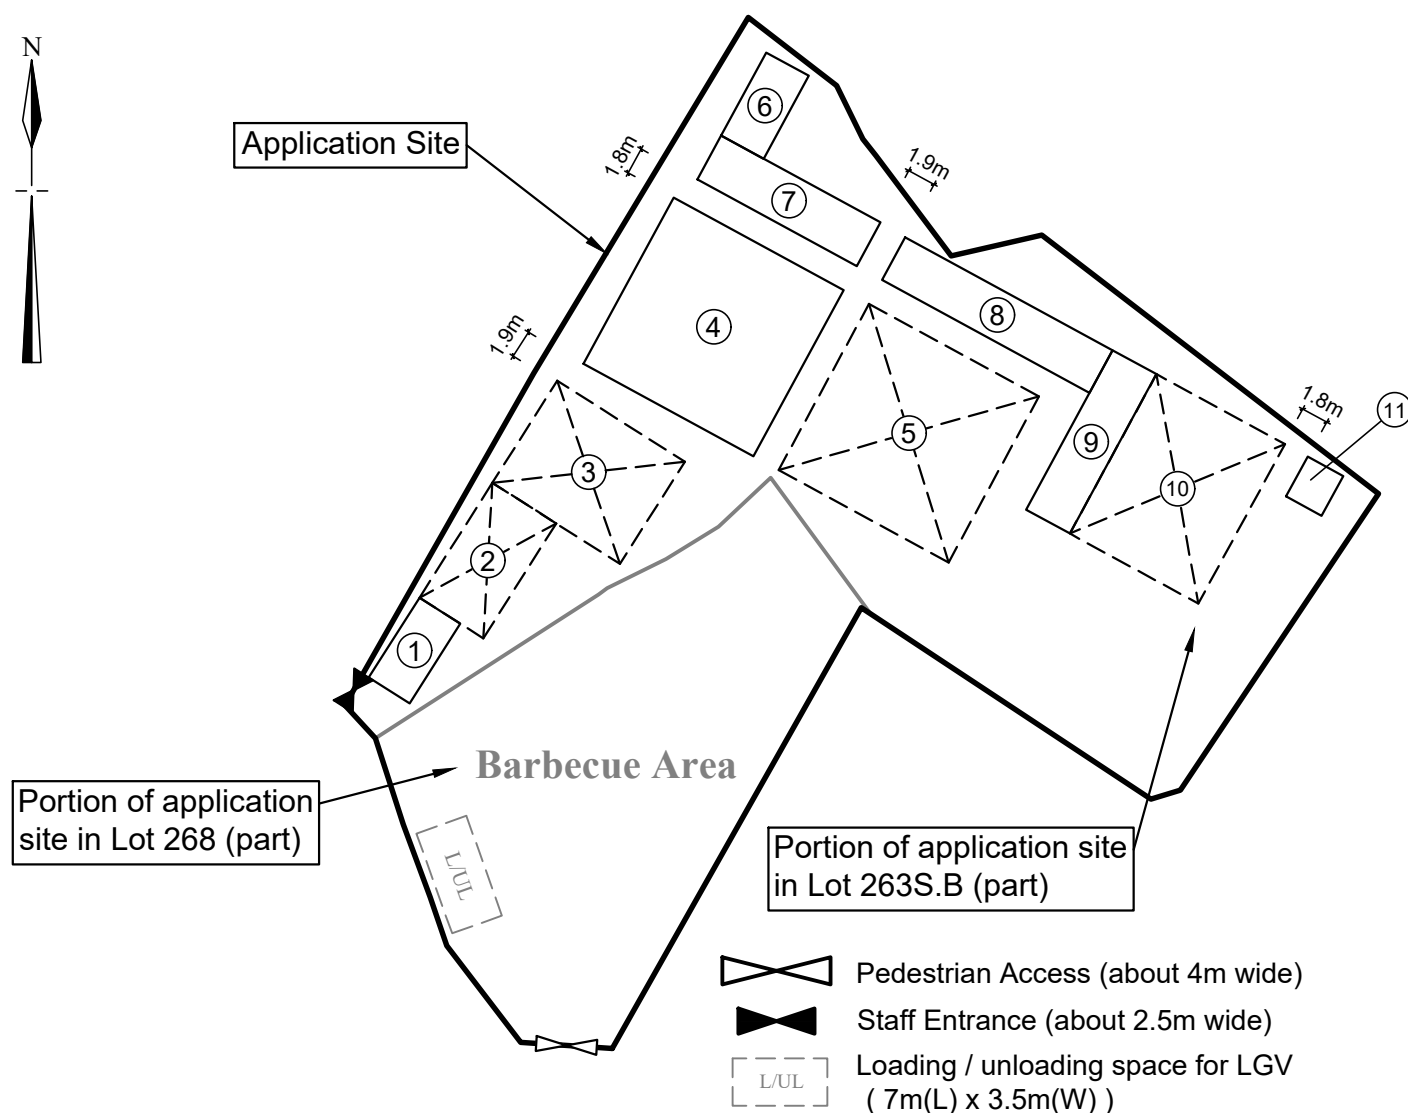 N
6
1.8m
Application Site
1.9m
7
8
4
1.9m
1.8m
11
5
9
3
10
2
1
Barbecue Area
Portion of application
site in Lot 268 (part)
L/UL
Portion of application site
in Lot 263S.B (part)
Pedestrian Access (about 4m wide)
Staff Entrance (about 2.5m wide)
L/UL
Loading / unloading space for LGV
( 7m(L) x 3.5m(W) )